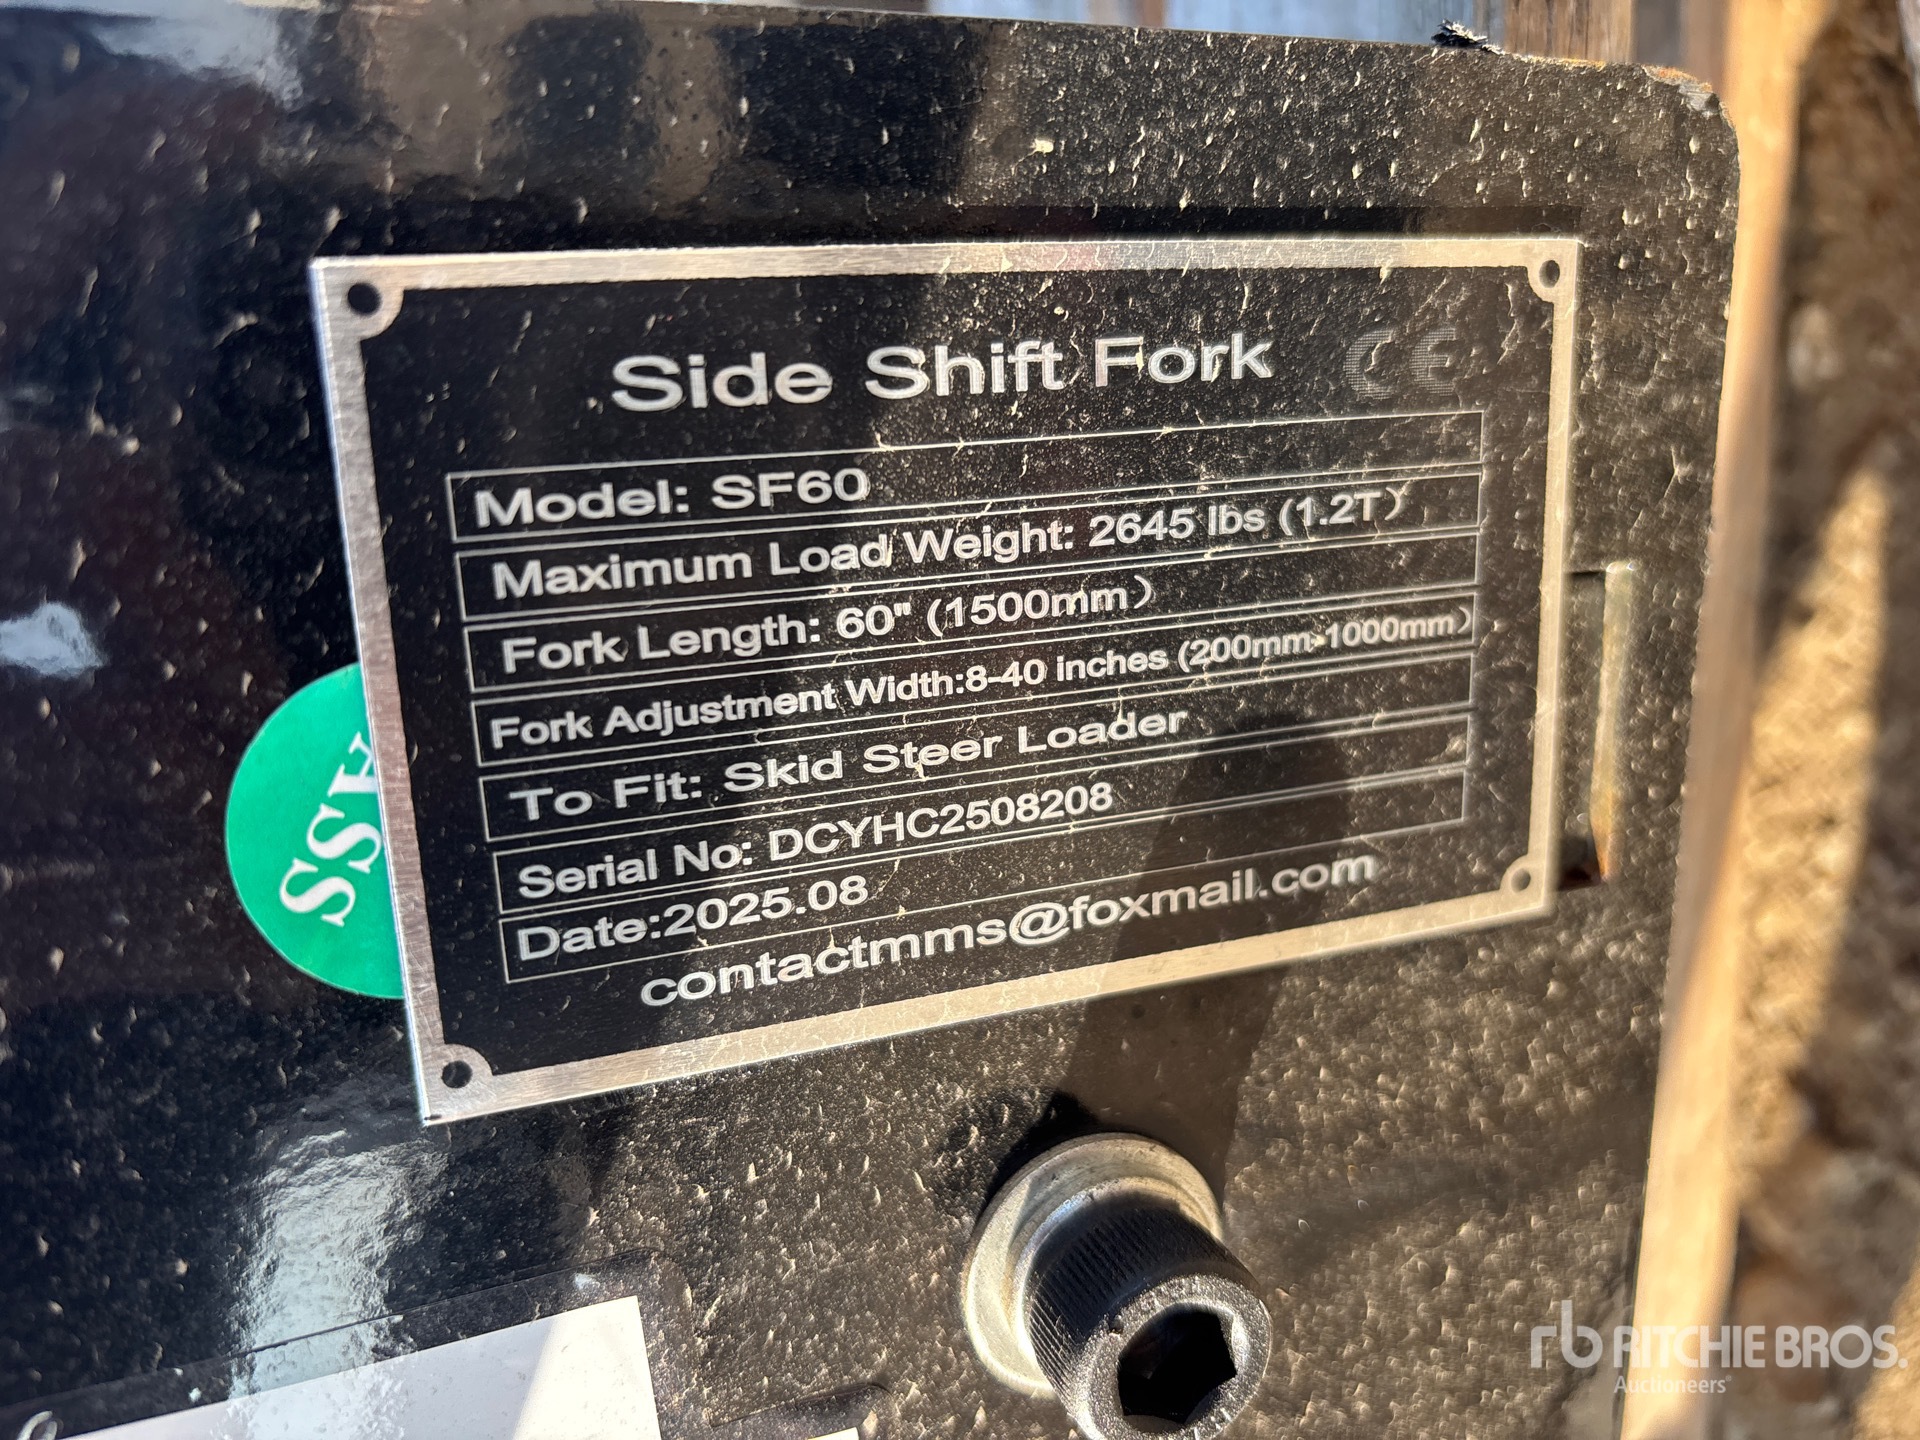 Side Shift Fork CE
Model: SF60
Maximum Load Weight: 2645 lbs (1.2T)
Fork Length: 60" (1500mm)
Fork Adjustment Width:8-40 inches (200mm-1000mm)
To Fit: Skid Steer Loader
Serial No: DCYHC2508208
Date:2025.08
contactmms@foxmail.com
rb RITCHIE BROS.
Auctioneers